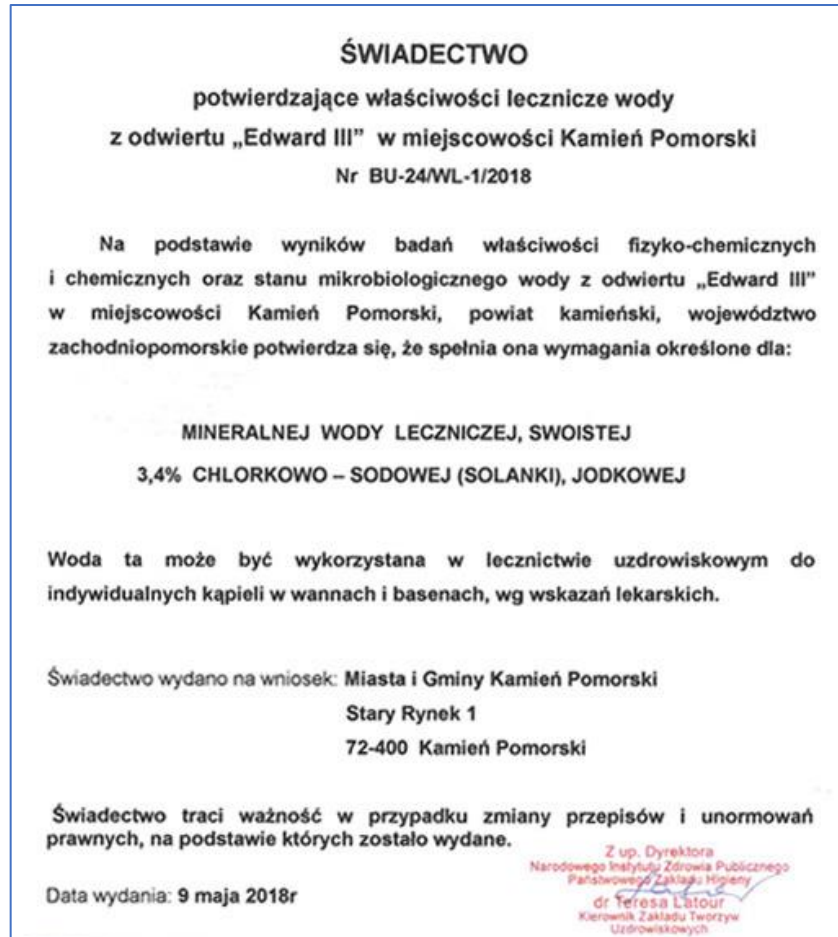 ŚWIADECTWO
potwierdzające właściwości lecznicze wody
z odwiertu „Edward III” w miejscowości Kamień Pomorski
Nr BU-24/WL-1/2018
Na podstawie wyników badań właściwości fizyko-chemicznych
i chemicznych oraz stanu mikrobiologicznego wody z odwiertu „Edward III”
w miejscowości Kamień Pomorski, powiat kamieński, województwo
zachodniopomorskie potwierdza się, że spełnia ona wymagania określone dla:
MINERALNEJ WODY LECZNICZEJ, SWOISTEJ
3,4% CHLORKOWO – SODOWEJ (SOLANKI), JODKOWEJ
Woda ta może być wykorzystana w lecznictwie uzdrowiskowym do
indywidualnych kąpieli w wannach i basenach, wg wskazań lekarskich.
Świadectwo wydano na wniosek: Miasta i Gminy Kamień Pomorski
Stary Rynek 1
72-400 Kamień Pomorski
Świadectwo traci ważność w przypadku zmiany przepisów i unormowań
prawnych, na podstawie których zostało wydane.
Data wydania: 9 maja 2018r
Z up. Dyrektora
Narodowego Instytutu Zdrowia Publicznego
Państwowego Zakładu Higieny
dr Teresa Latour
Kierownik Zakładu Tworzyw
Uzdrowiskowych